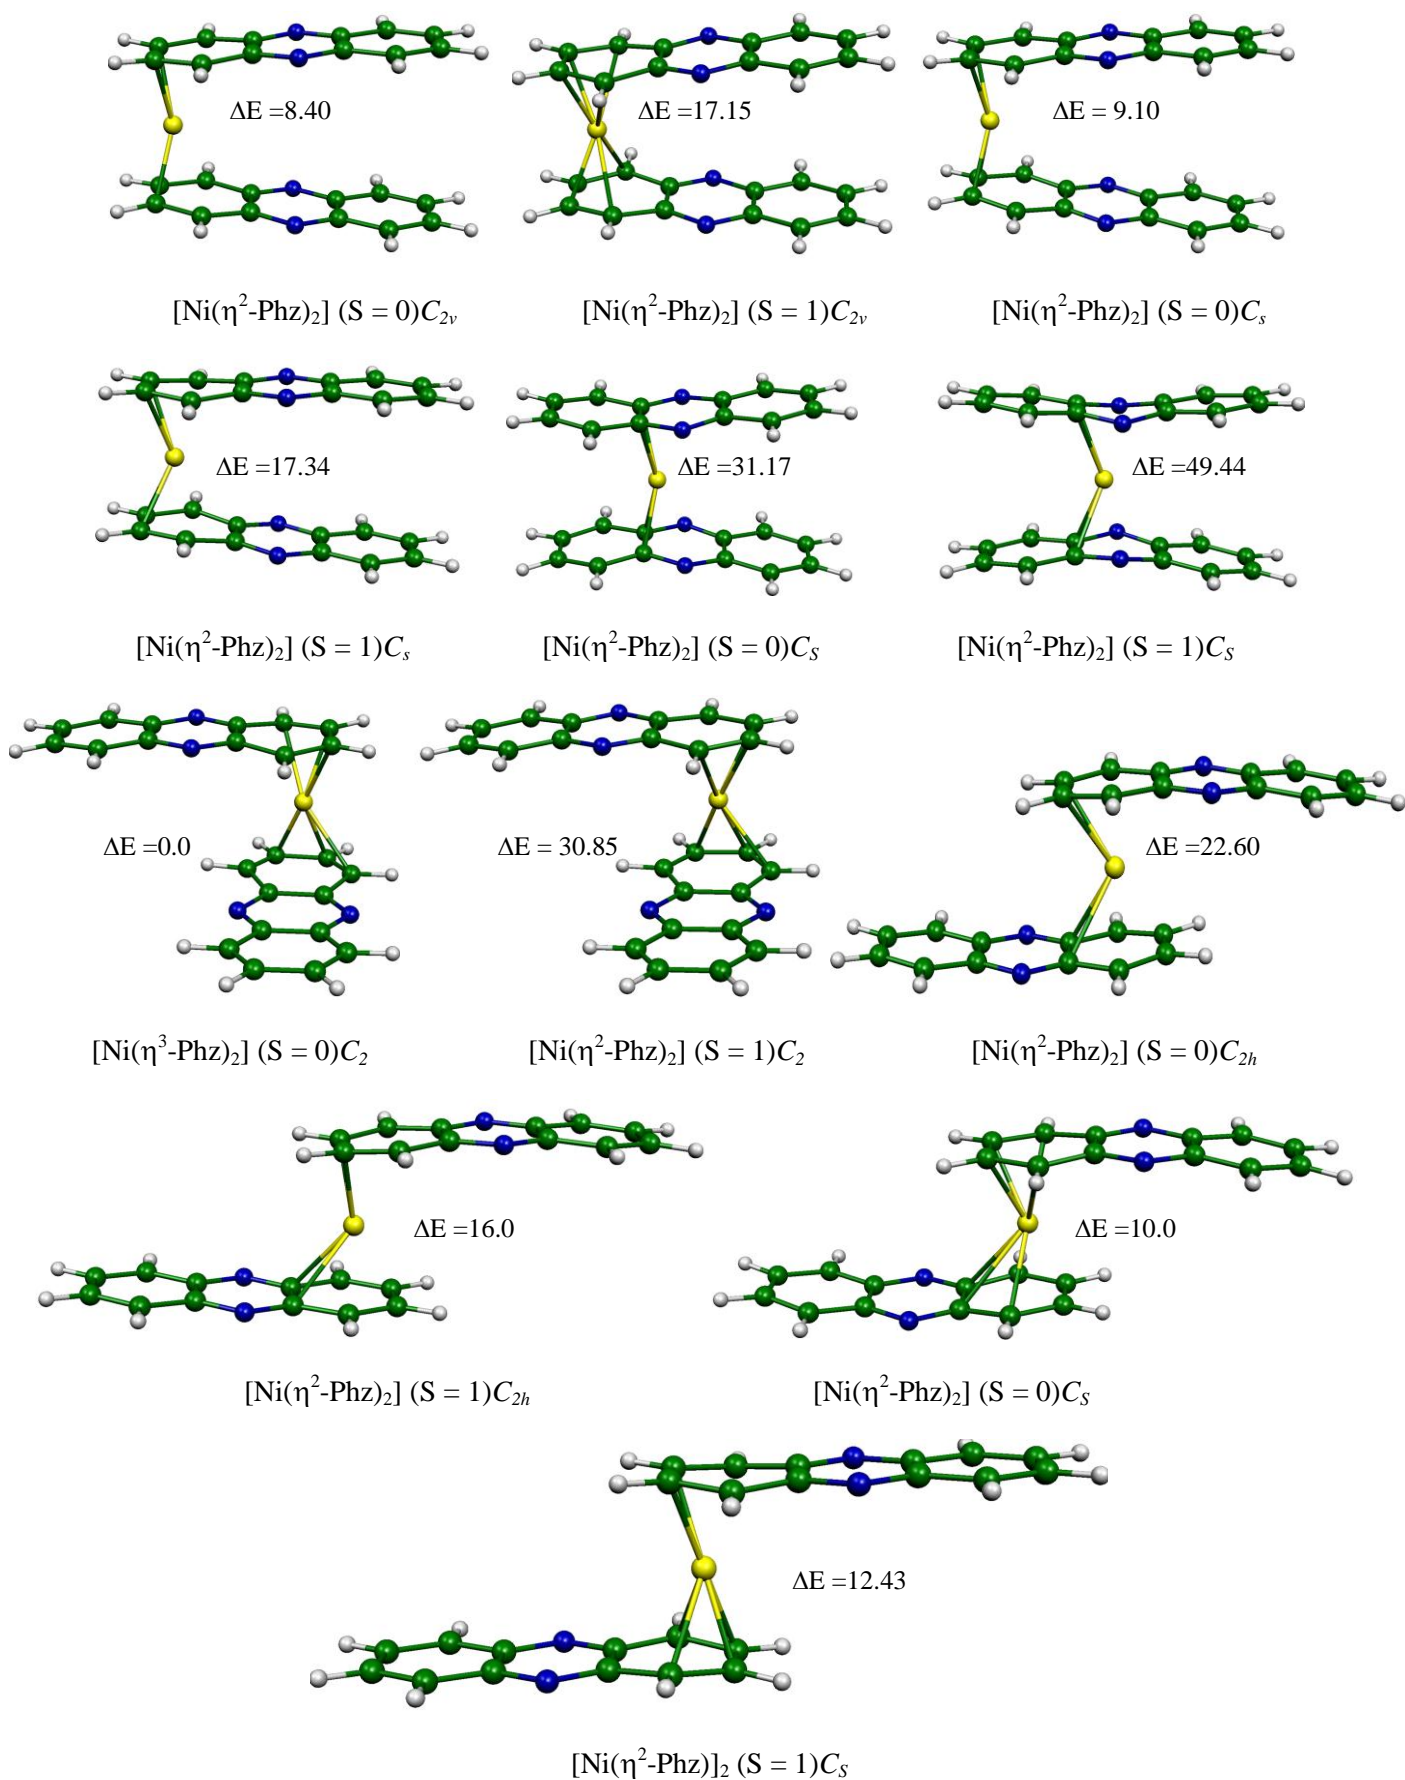 ΔE =8.40
ΔE =17.15
ΔE = 9.10
[Ni(η²-Phz)₂] (S = 0)C₂ᵥ
[Ni(η²-Phz)₂] (S = 1)C₂ᵥ
[Ni(η²-Phz)₂] (S = 0)Cₛ
ΔE =17.34
ΔE =31.17
ΔE =49.44
[Ni(η²-Phz)₂] (S = 1)Cₛ
[Ni(η²-Phz)₂] (S = 0)C_S
[Ni(η²-Phz)₂] (S = 1)C_S
ΔE =0.0
ΔE = 30.85
ΔE =22.60
[Ni(η³-Phz)₂] (S = 0)C₂
[Ni(η²-Phz)₂] (S = 1)C₂
[Ni(η²-Phz)₂] (S = 0)C₂ₕ
ΔE =16.0
ΔE =10.0
[Ni(η²-Phz)₂] (S = 1)C₂ₕ
[Ni(η²-Phz)₂] (S = 0)C_S
ΔE =12.43
[Ni(η²-Phz)]₂ (S = 1)C_S